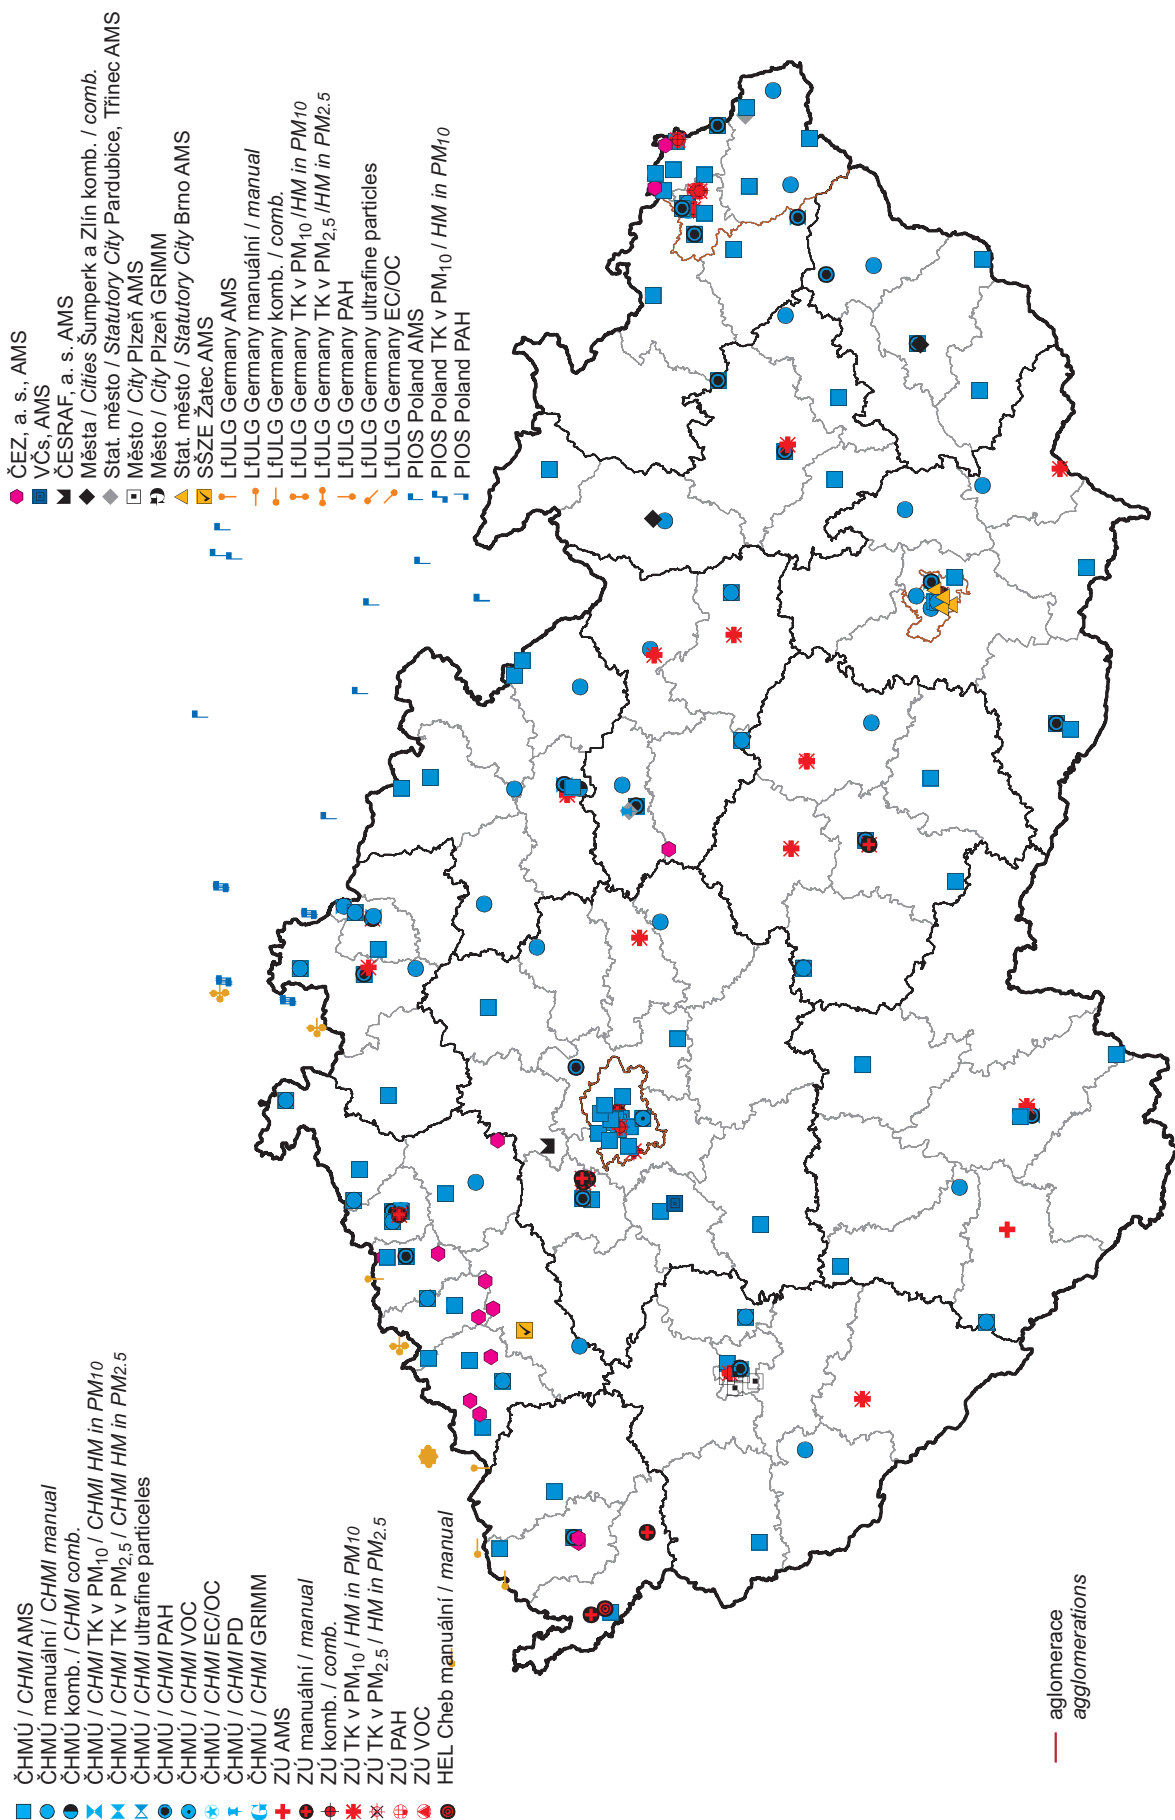 ČHMÚ / CHMI AMS
ČHMÚ manuální / CHMI manual
ČHMÚ komb. / CHMI comb.
ČHMÚ / CHMI TK v PM10 / CHMI HM in PM10
ČHMÚ / CHMI TK v PM2,5 / CHMI HM in PM2.5
ČHMÚ / CHMI ultrafine particeles
ČHMÚ / CHMI PAH
ČHMÚ / CHMI VOC
ČHMÚ / CHMI EC/OC
ČHMÚ / CHMI PD
ČHMÚ / CHMI GRIMM
ZÚ AMS
ZÚ manuální / manual
ZÚ komb. / comb.
ZÚ TK v PM10 / HM in PM10
ZÚ TK v PM2.5 / HM in PM2.5
ZÚ PAH
ZÚ VOC
HEL Cheb manuální / manual
ČEZ, a. s., AMS
VČs, AMS
ČESRAF, a. s. AMS
Města / Cities Šumperk a Zlín komb. / comb.
Stat. město / Statutory City Pardubice, Třinec AMS
Město / City Plzeň AMS
Město / City Plzeň GRIMM
Stat. město / Statutory City Brno AMS
SŠZE Žatec AMS
LfULG Germany AMS
LfULG Germany manuální / manual
LfULG Germany komb. / comb.
LfULG Germany TK v PM10 /HM in PM10
LfULG Germany TK v PM2,5 /HM in PM2.5
LfULG Germany PAH
LfULG Germany ultrafine particles
LfULG Germany EC/OC
PIOS Poland AMS
PIOS Poland TK v PM10 / HM in PM10
PIOS Poland PAH
aglomerace
agglomerations